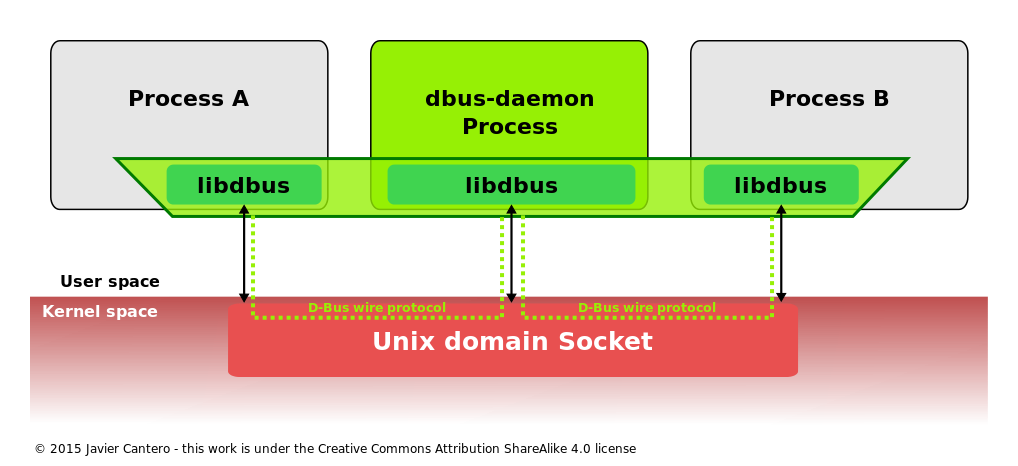 Process A
dbus-daemon
Process
Process B
libdbus
libdbus
libdbus
User space
Kernel space
D-Bus wire protocol
D-Bus wire protocol
Unix domain Socket
© 2015 Javier Cantero - this work is under the Creative Commons Attribution ShareAlike 4.0 license